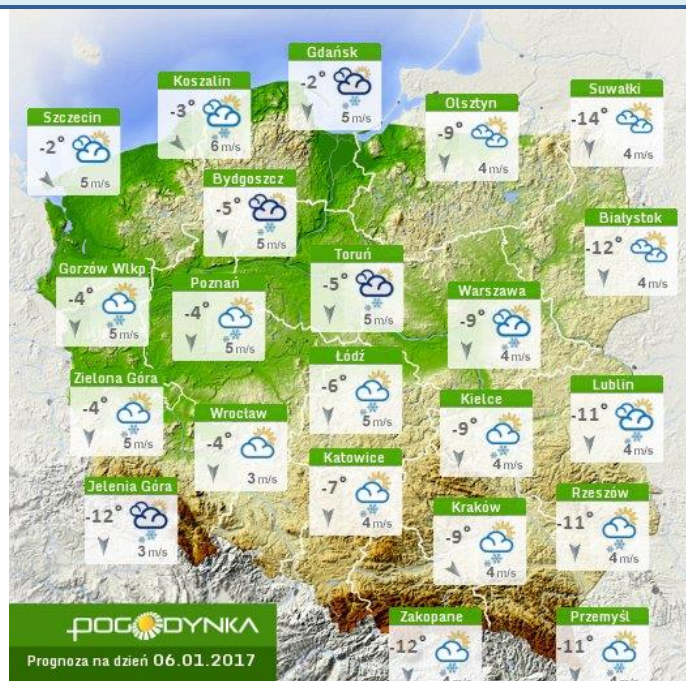 Gdańsk
-2°
5 m/s
Koszalin
-3°
6 m/s
Suwałki
-14°
4 m/s
Olsztyn
-9°
4 m/s
Szczecin
-2°
5 m/s
Bydgoszcz
-5°
5 m/s
Białystok
-12°
4 m/s
Toruń
-5°
5 m/s
Gorzów Wlkp
-4°
5 m/s
Poznań
-4°
5 m/s
Warszawa
-9°
4 m/s
Łódź
-6°
5 m/s
Zielona Góra
-4°
5 m/s
Lublin
-11°
4 m/s
Kielce
-9°
4 m/s
Wrocław
-4°
3 m/s
Katowice
-7°
4 m/s
Jelenia Góra
-12°
3 m/s
Rzeszów
-11°
4 m/s
Kraków
-9°
4 m/s
Zakopane
-12°
4 m/s
Przemyśl
-11°
4 m/s
POGODYNKA
Prognoza na dzień 06.01.2017